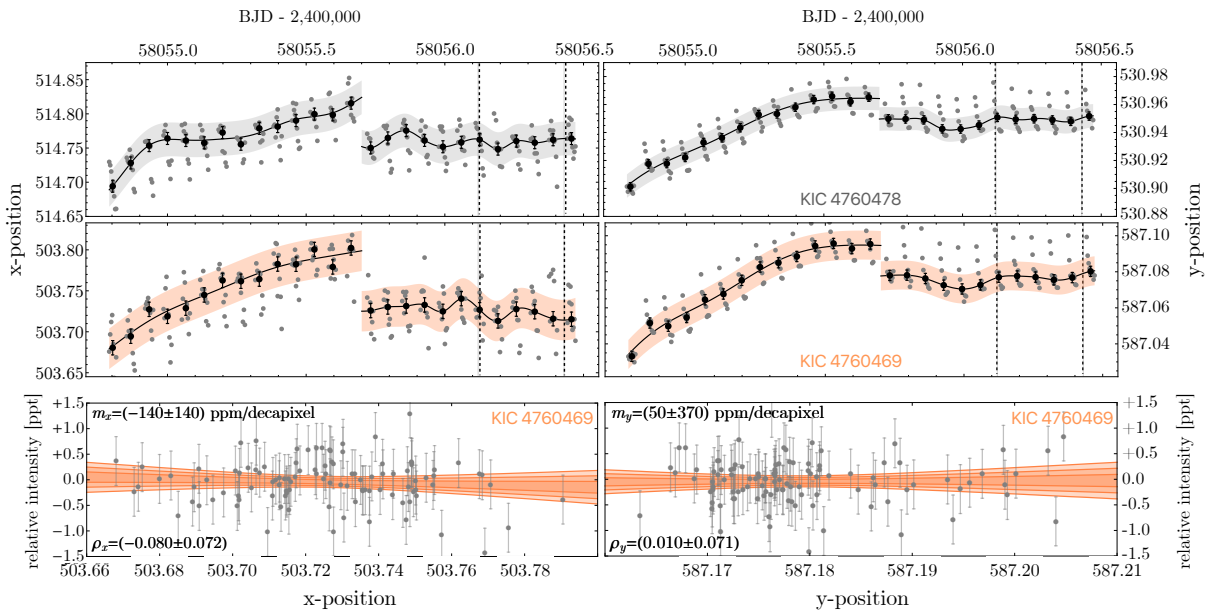 BJD - 2,400,000 BJD - 2,400,000
58055.0 58055.5 58056.0 58056.5 58055.0 58055.5 58056.0 58056.5
514.85 530.98
514.80 530.96
514.75 530.94
514.70 530.92
514.65 530.90
530.88
KIC 4760478
x-position y-position
503.80 587.10
503.75 587.08
503.70 587.06
503.65 587.04
KIC 4760469
relative intensity [ppt] relative intensity [ppt]
+1.5 +1.5
+1.0 +1.0
+0.5 +0.5
0.0 0.0
-0.5 -0.5
-1.0 -1.0
-1.5 -1.5
mₓ=(−140±140) ppm/decapixel KIC 4760469 m_y=(50±370) ppm/decapixel KIC 4760469
ρₓ=(−0.080±0.072) ρ_y=(0.010±0.071)
503.66 503.68 503.70 503.72 503.74 503.76 503.78 587.17 587.18 587.19 587.20 587.21
x-position y-position